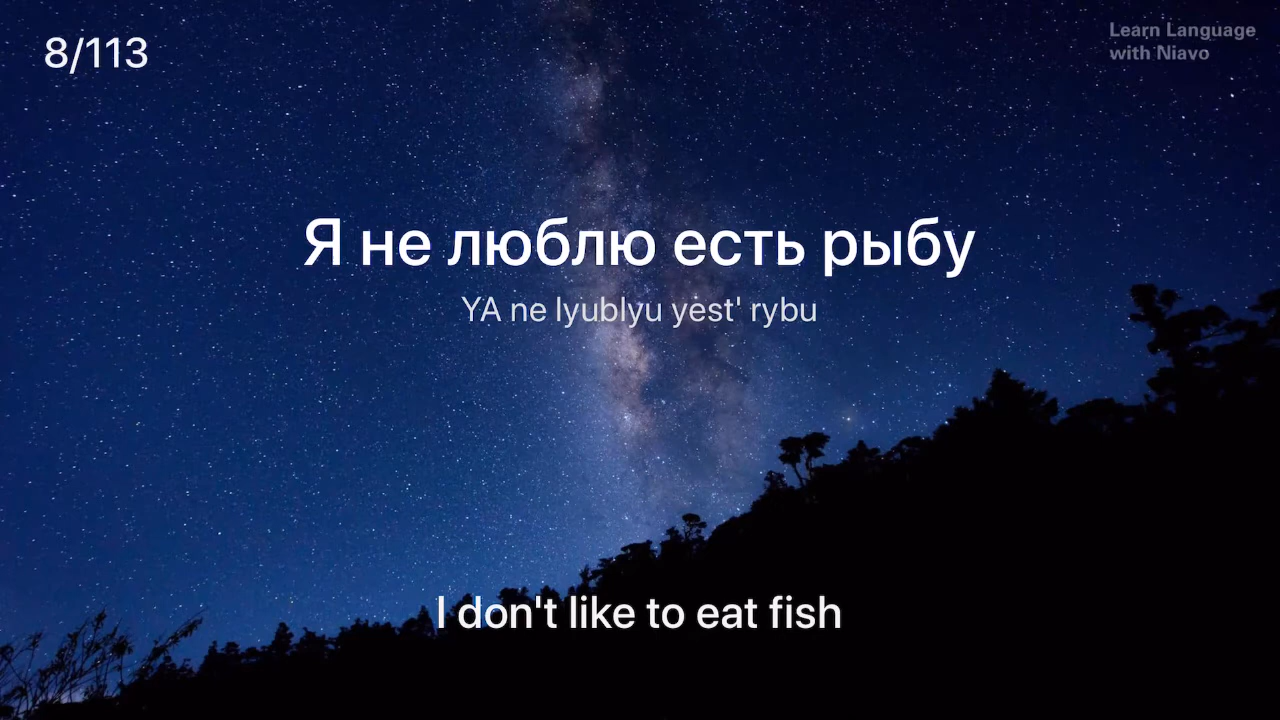 8/113
Learn Language
with Niavo
Я не люблю есть рыбу
YA ne lyublyu yest' rybu
I don't like to eat fish